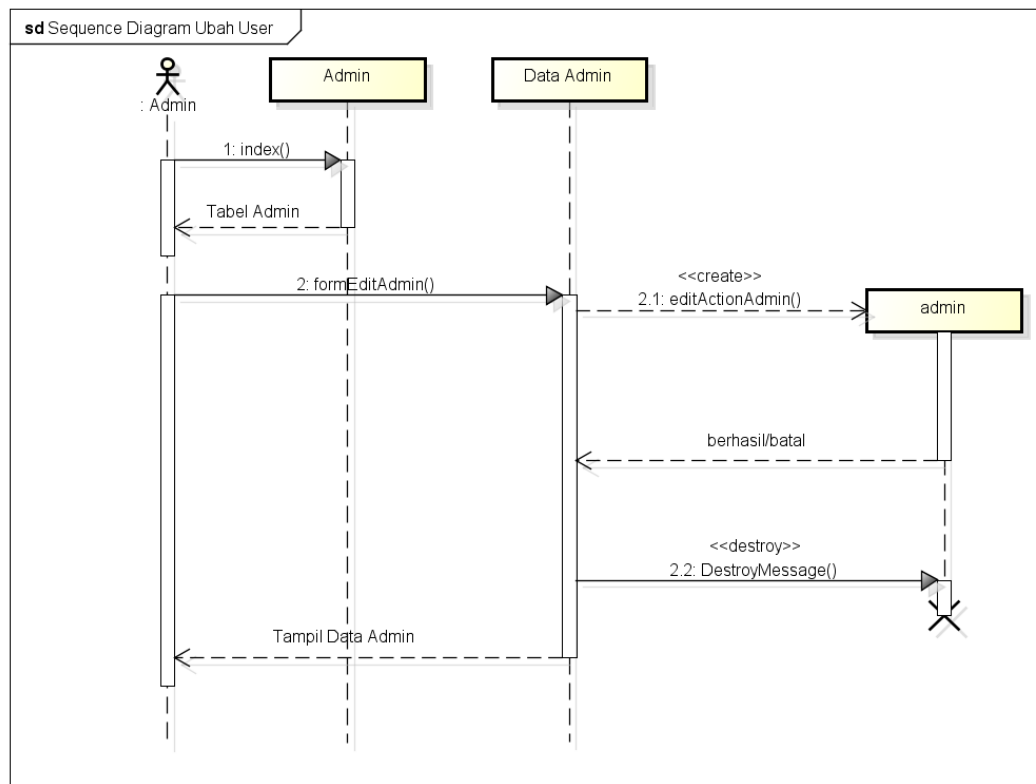 sd Sequence Diagram Ubah User
: Admin
Admin
Data Admin
1: index()
Tabel Admin
2: formEditAdmin()
<<create>>
2.1: editActionAdmin()
admin
berhasil/batal
<<destroy>>
2.2: DestroyMessage()
Tampil Data Admin